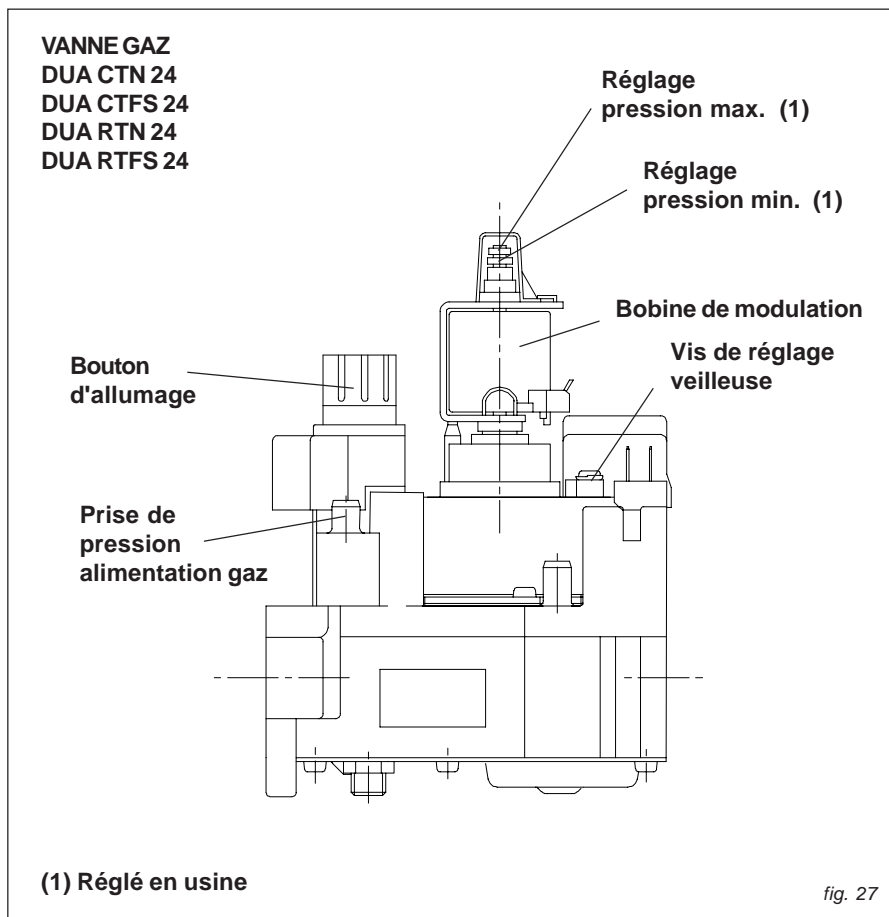 VANNE GAZ
DUA CTN 24
DUA CTFS 24
DUA RTN 24
DUA RTFS 24
Réglage
pression max. (1)
Réglage
pression min. (1)
Bobine de modulation
Vis de réglage
veilleuse
Bouton
d'allumage
Prise de
pression
alimentation gaz
(1) Réglé en usine
fig. 27